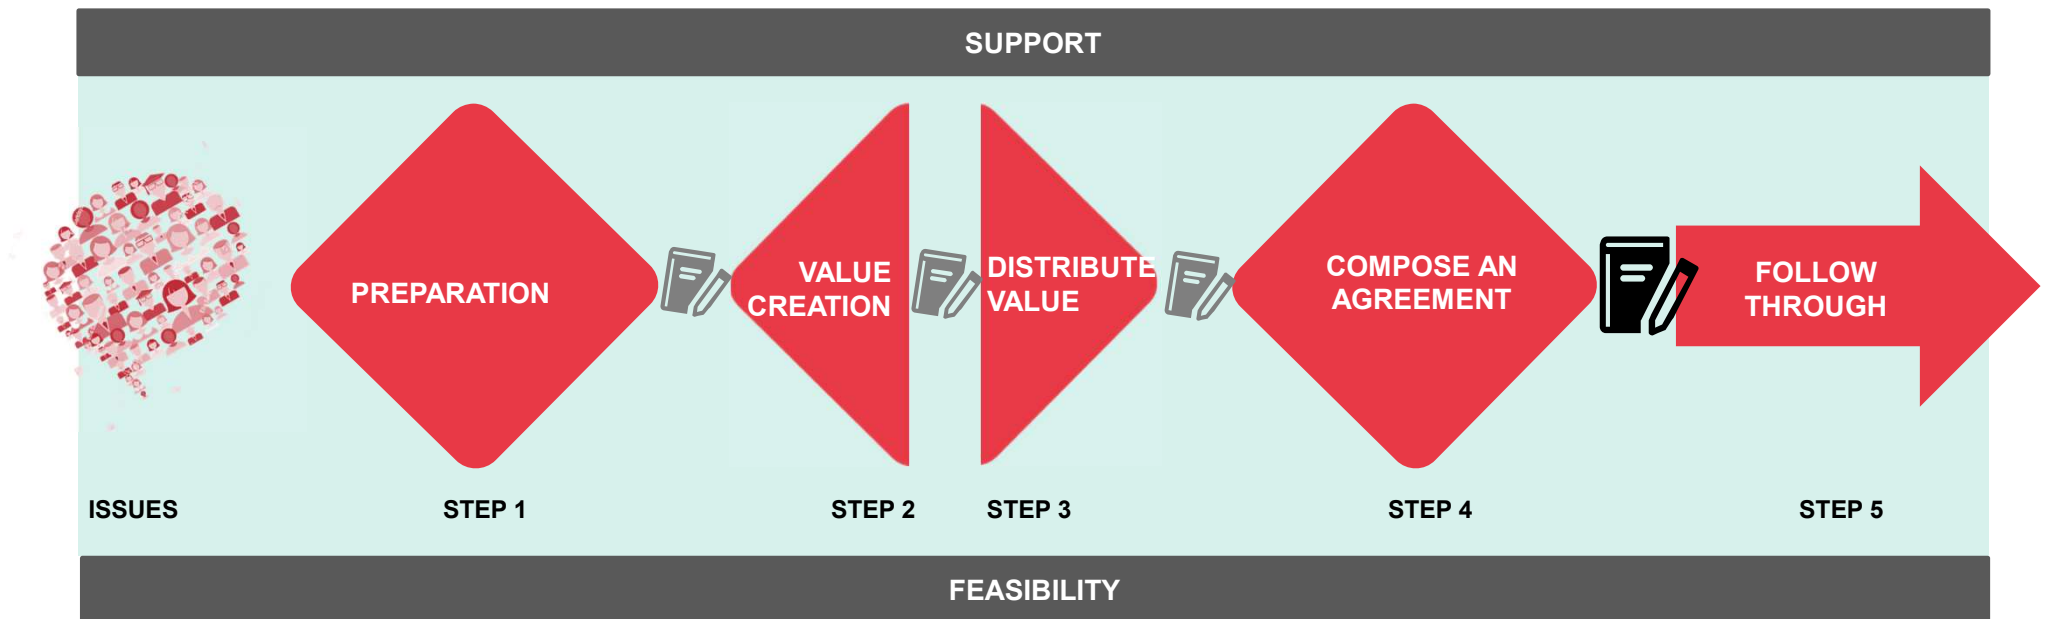 SUPPORT
PREPARATION
VALUE
CREATION
DISTRIBUTE
VALUE
COMPOSE AN
AGREEMENT
FOLLOW
THROUGH
ISSUES
STEP 1
STEP 2
STEP 3
STEP 4
STEP 5
FEASIBILITY